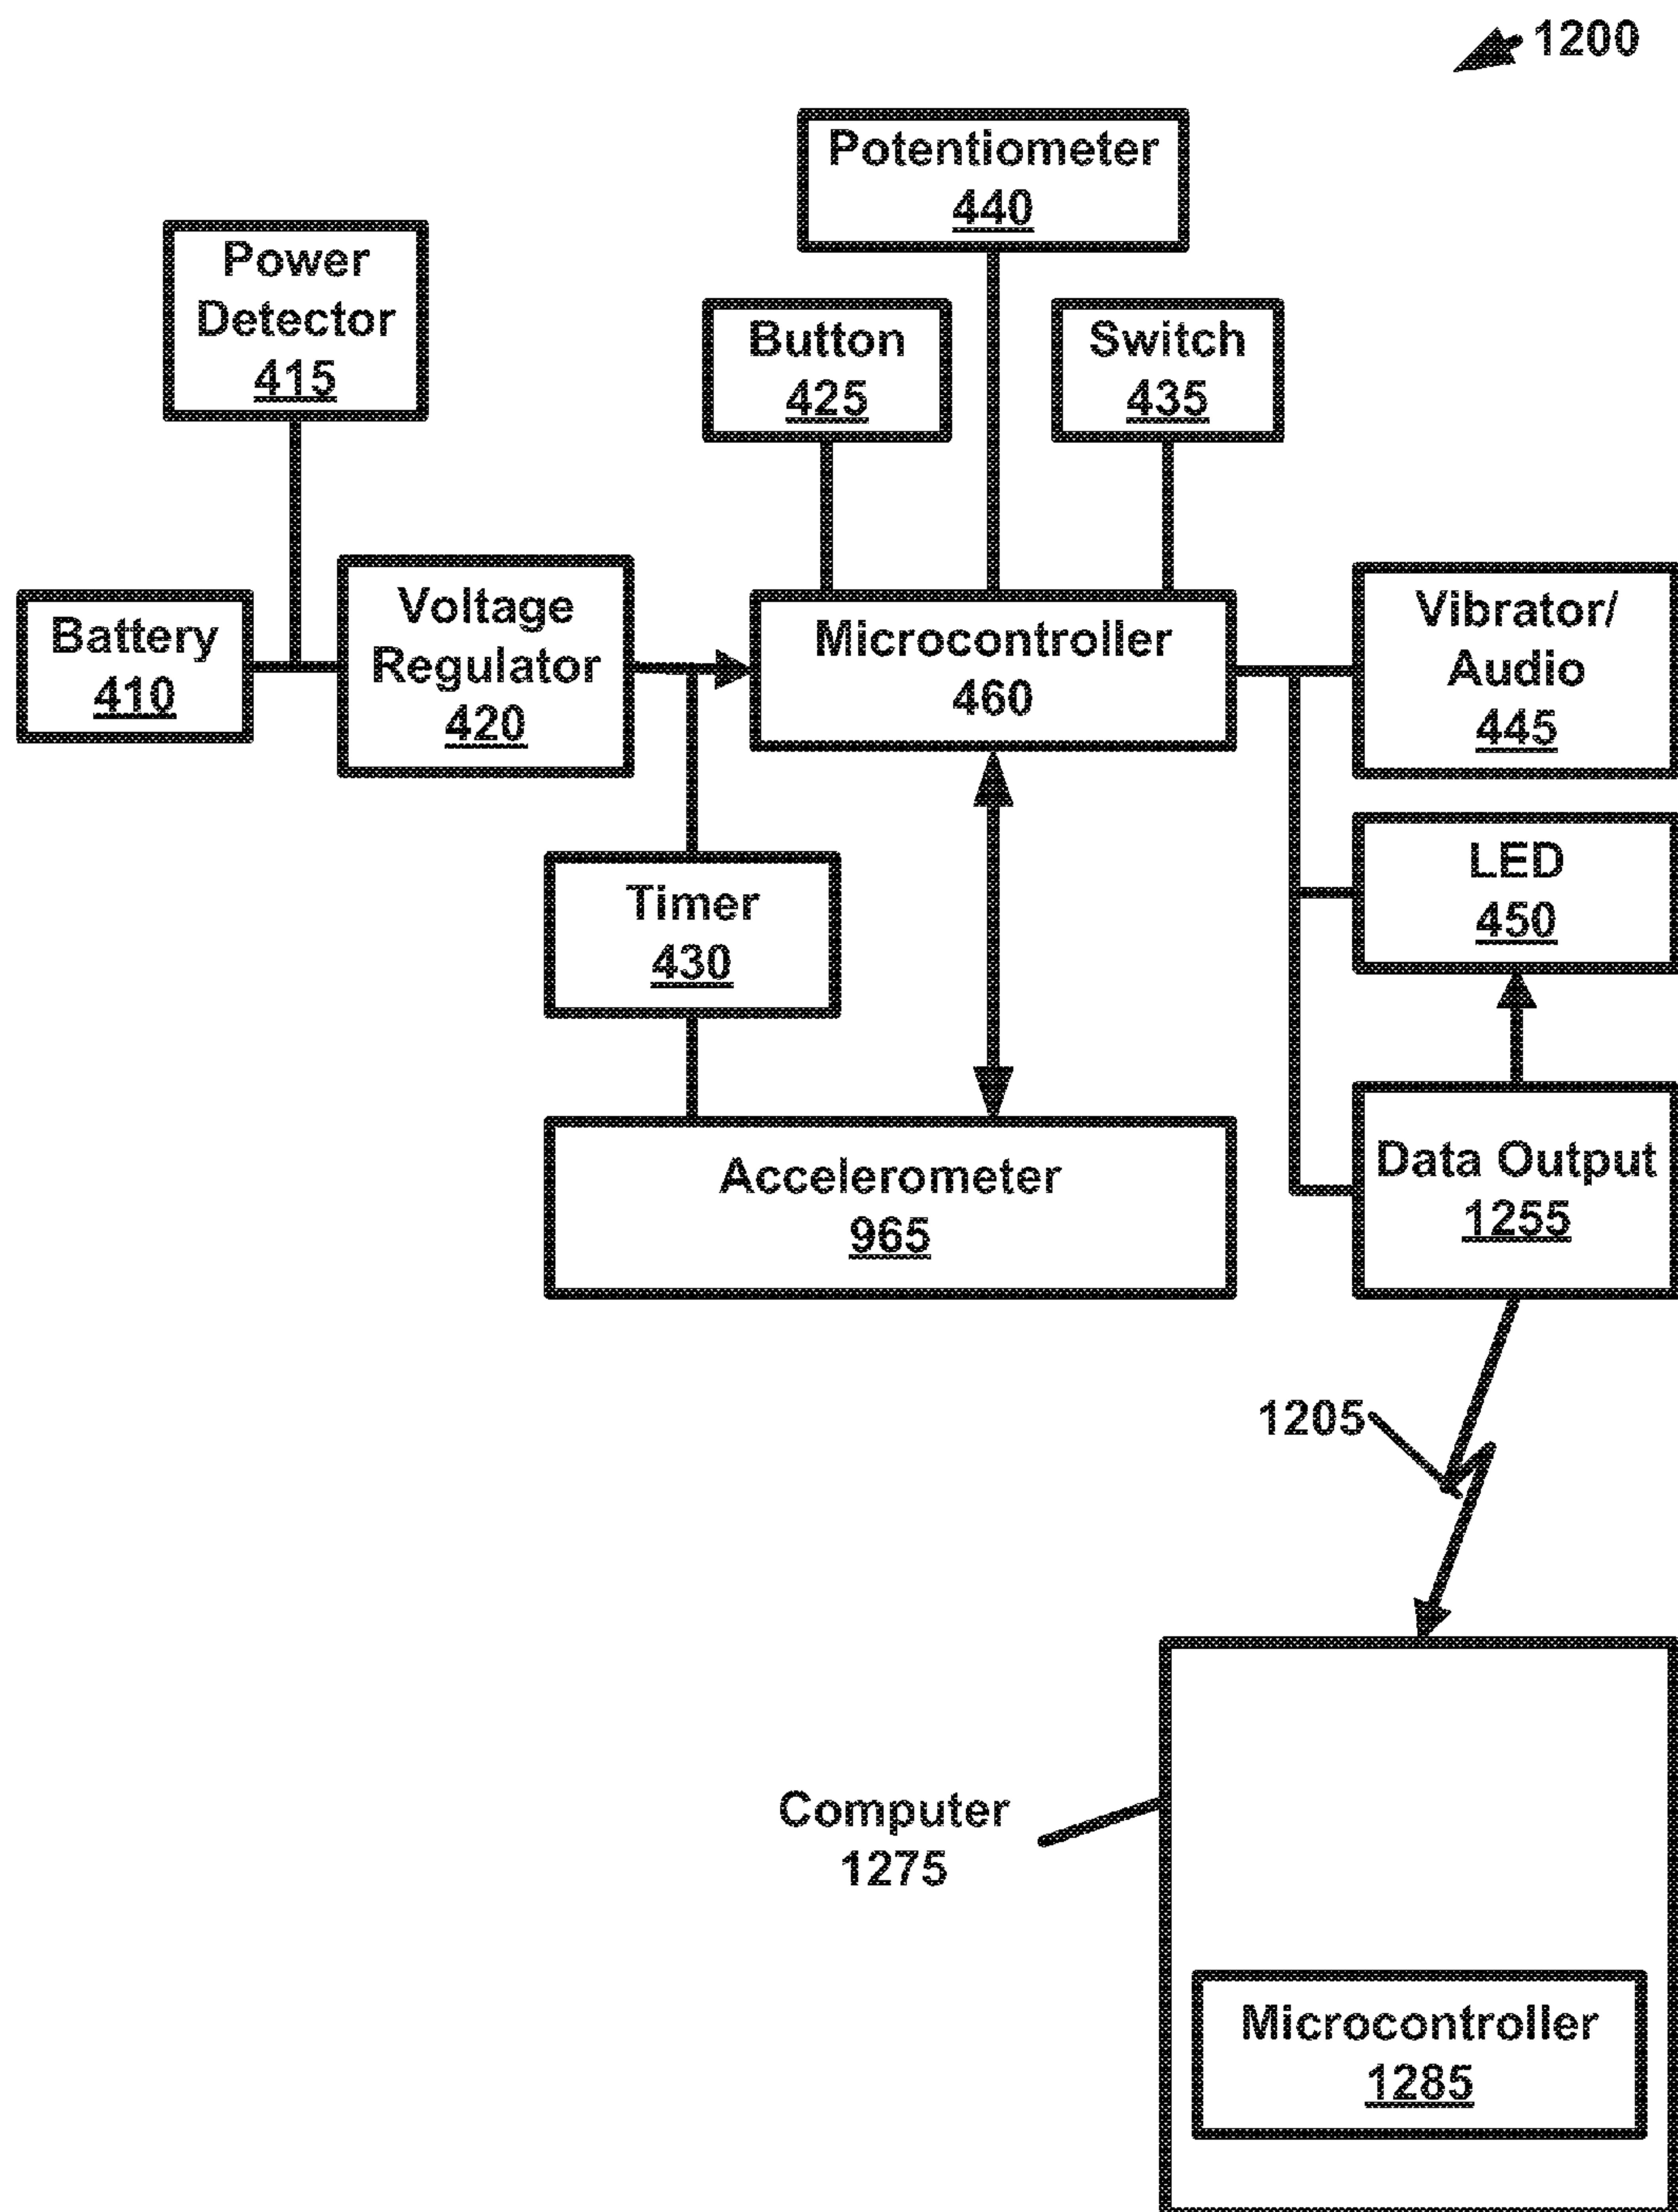 1200
Potentiometer
440
Power
Detector
415
Button
425
Switch
435
Battery
410
Voltage
Regulator
420
Microcontroller
460
Vibrator/
Audio
445
LED
450
Timer
430
Accelerometer
965
Data Output
1255
1205
Computer
1275
Microcontroller
1285